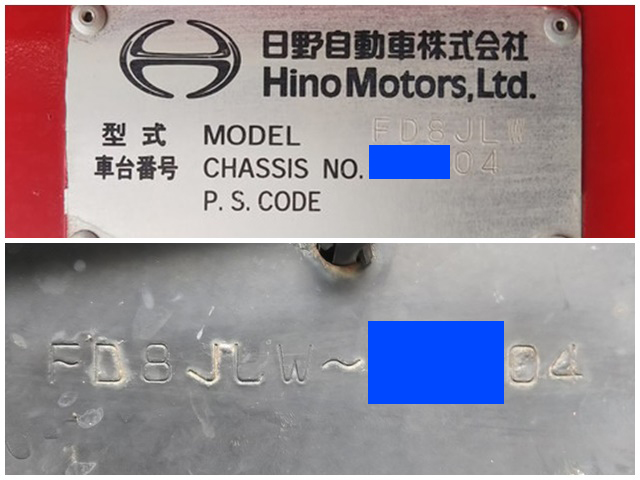 日野自動車株式会社
Hino Motors, Ltd.
型式 MODEL FD8JLW
車台番号 CHASSIS NO. 04
P. S. CODE
FD8JLW~ 04